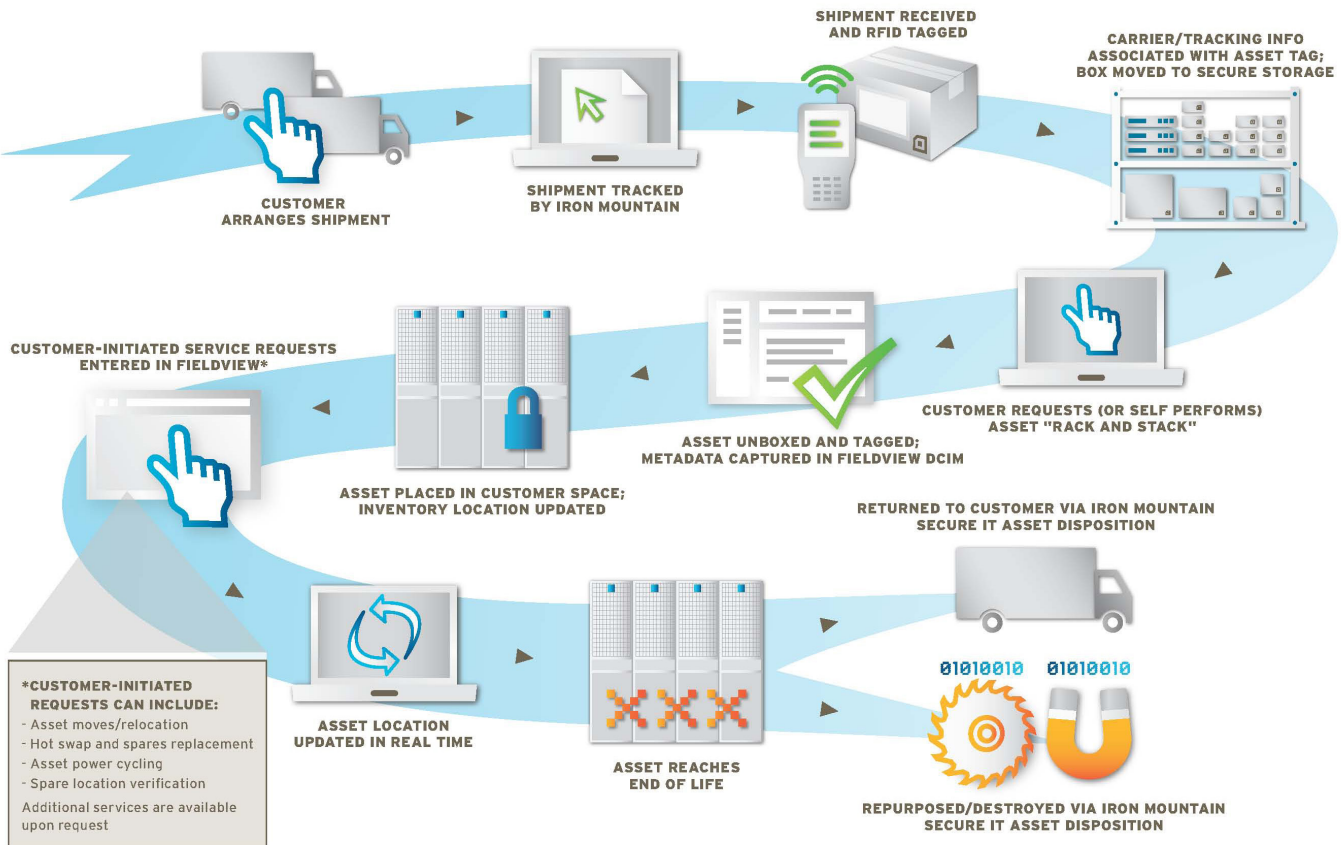 CUSTOMER
ARRANGES SHIPMENT
SHIPMENT TRACKED
BY IRON MOUNTAIN
SHIPMENT RECEIVED
AND RFID TAGGED
CARRIER/TRACKING INFO
ASSOCIATED WITH ASSET TAG;
BOX MOVED TO SECURE STORAGE
CUSTOMER REQUESTS (OR SELF PERFORMS)
ASSET "RACK AND STACK"
ASSET UNBOXED AND TAGGED;
METADATA CAPTURED IN FIELDVIEW DCIM
ASSET PLACED IN CUSTOMER SPACE;
INVENTORY LOCATION UPDATED
CUSTOMER-INITIATED SERVICE REQUESTS
ENTERED IN FIELDVIEW*
*CUSTOMER-INITIATED
REQUESTS CAN INCLUDE:
- Asset moves/relocation
- Hot swap and spares replacement
- Asset power cycling
- Spare location verification
Additional services are available
upon request
ASSET LOCATION
UPDATED IN REAL TIME
ASSET REACHES
END OF LIFE
RETURNED TO CUSTOMER VIA IRON MOUNTAIN
SECURE IT ASSET DISPOSITION
01010010 01010010
REPURPOSED/DESTROYED VIA IRON MOUNTAIN
SECURE IT ASSET DISPOSITION